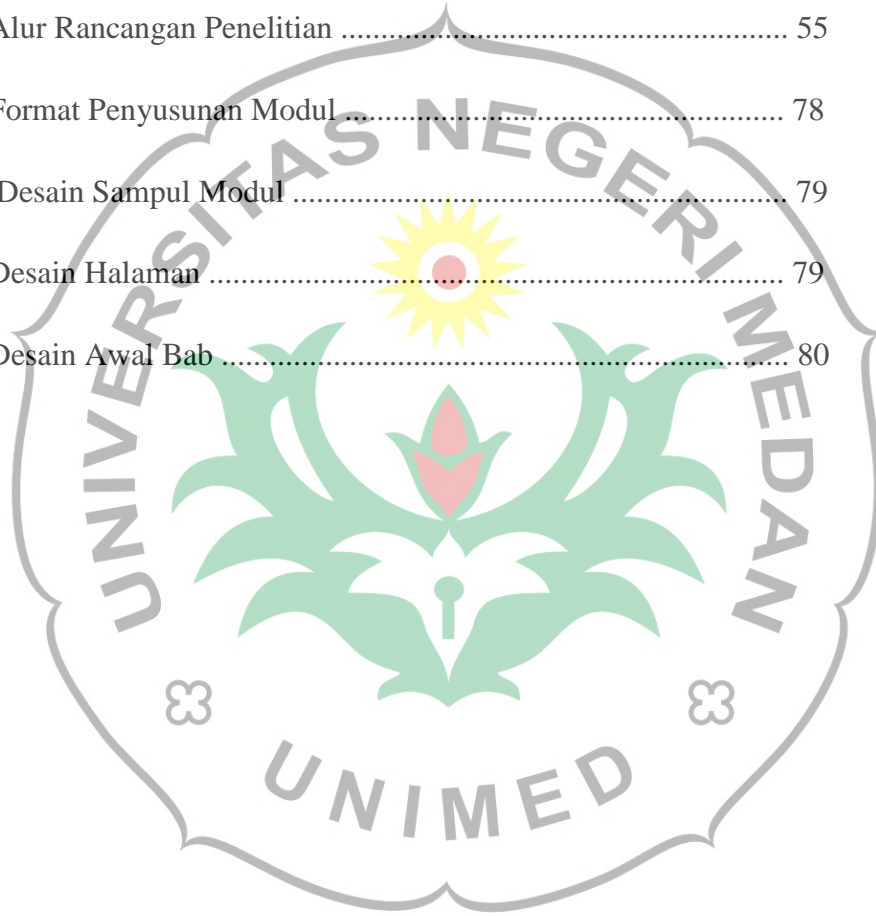 Alur Rancangan Penelitian ................................................... 55
Format Penyusunan Modul .................................................. 78
Desain Sampul Modul ........................................................ 79
Desain Halaman .................................................................. 79
Desain Awal Bab ................................................................. 80
UNIVERSITAS NEGERI MEDAN
UNIMED